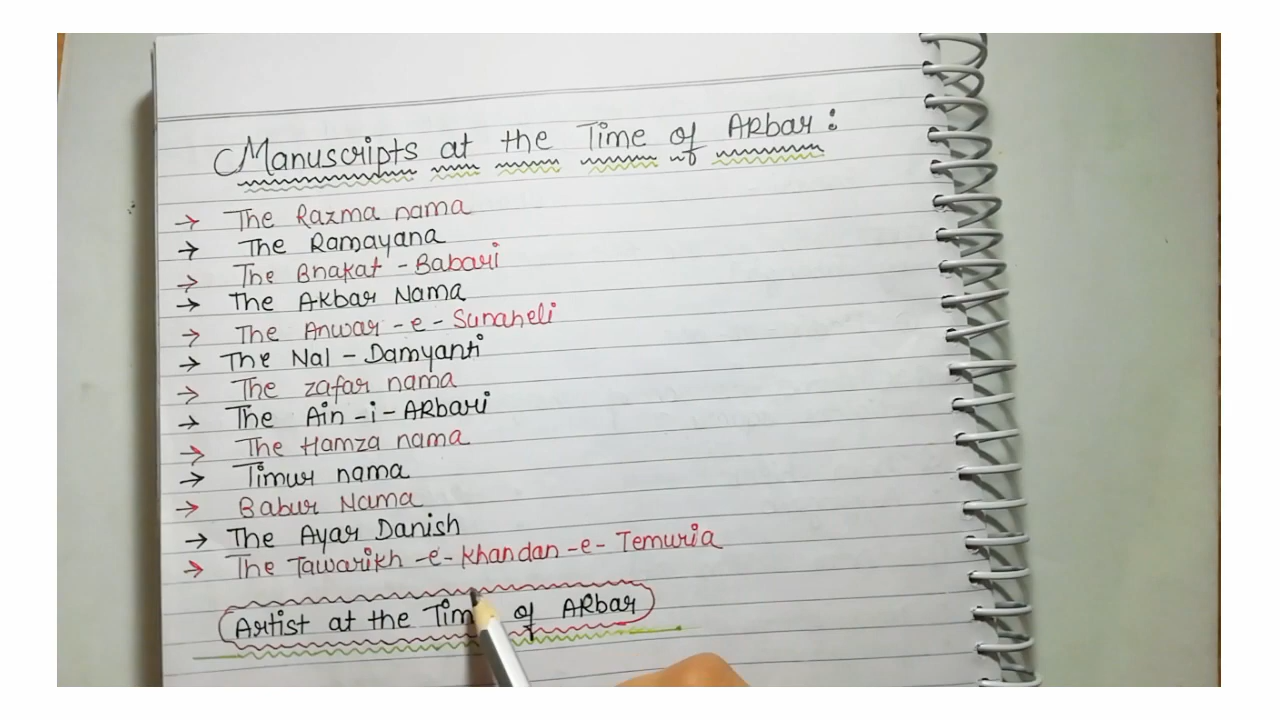 Manuscripts at the Time of Akbar:
→ The Razma nama
→ The Ramayana
→ The Bhakat - Babari
→ The Akbar Nama
→ The Anwar -e- Sunaheli
→ The Nal - Damyanti
→ The zafar nama
→ The Ain -i- Akbari
→ The Hamza nama
→ Timur nama
→ Babur Nama
→ The Ayar Danish
→ The Tawarikh -e- Khandan -e- Temuria
Artist at the Time of Akbar